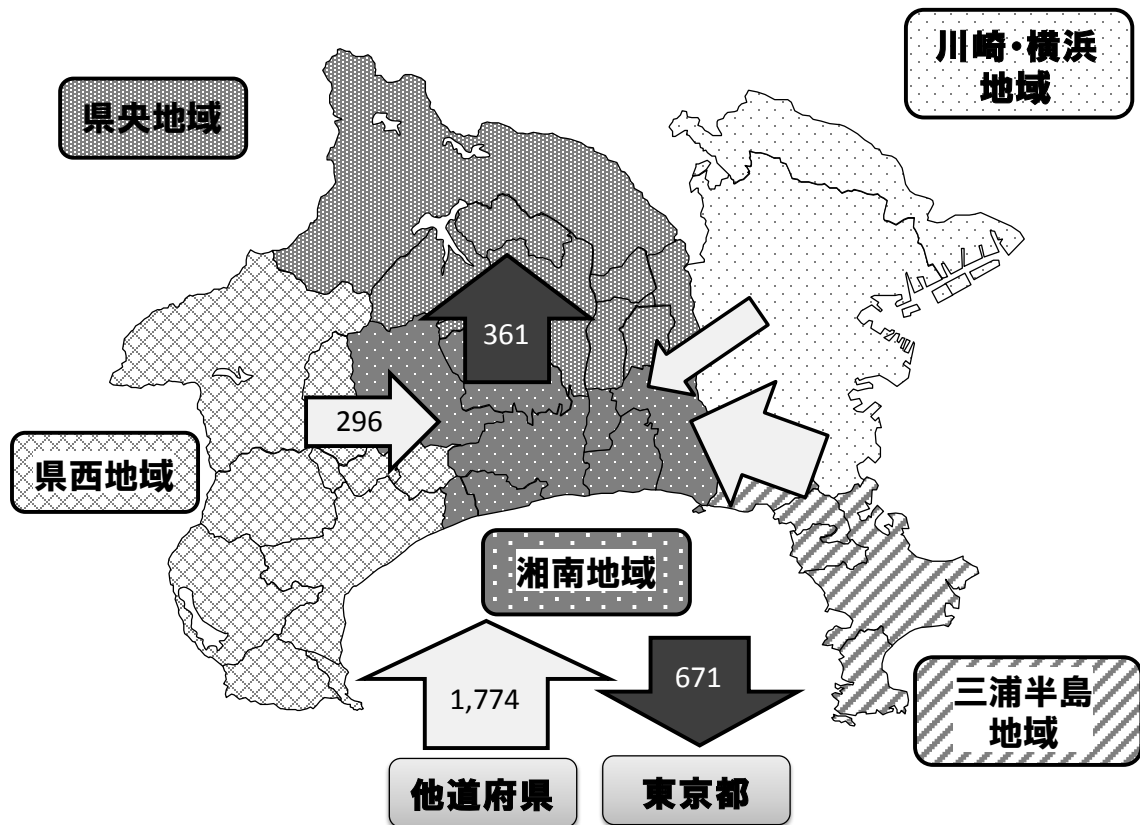 川崎・横浜
地域
県央地域
361
296
県西地域
湘南地域
1,774
671
三浦半島
地域
他道府県
東京都